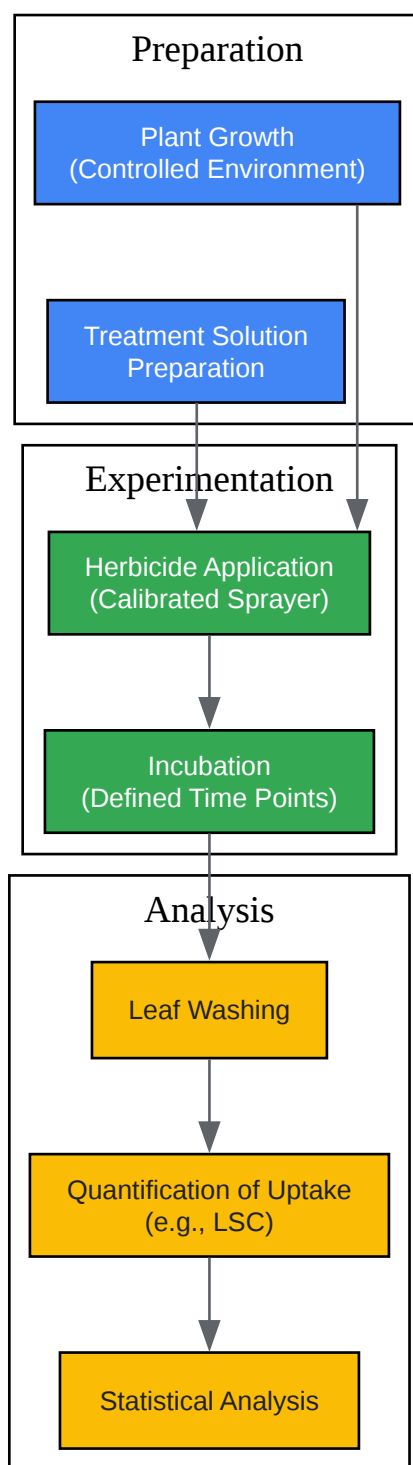 Preparation
Plant Growth
(Controlled Environment)
Treatment Solution
Preparation
Experimentation
Herbicide Application
(Calibrated Sprayer)
Incubation
(Defined Time Points)
Analysis
Leaf Washing
Quantification of Uptake
(e.g., LSC)
Statistical Analysis